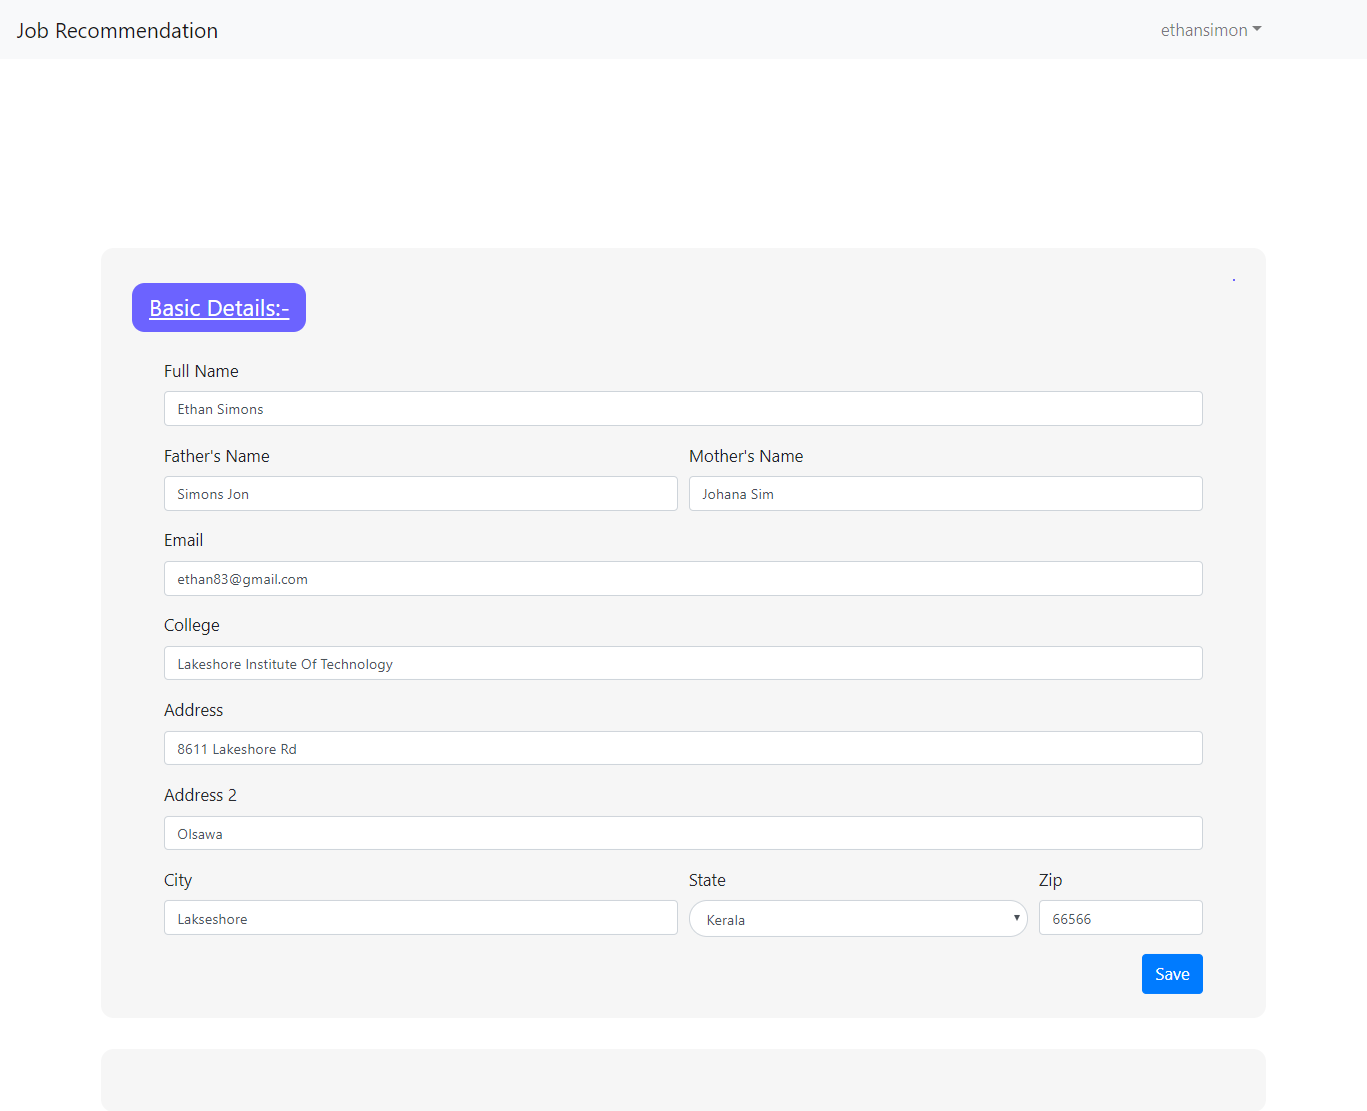 Job Recommendation
ethansimon
Basic Details:-
Full Name
Ethan Simons
Father's Name
Mother's Name
Simons Jon
Johana Sim
Email
ethan83@gmail.com
College
Lakeshore Institute Of Technology
Address
8611 Lakeshore Rd
Address 2
Olsawa
City
State
Zip
Lakseshore
Kerala
66566
Save